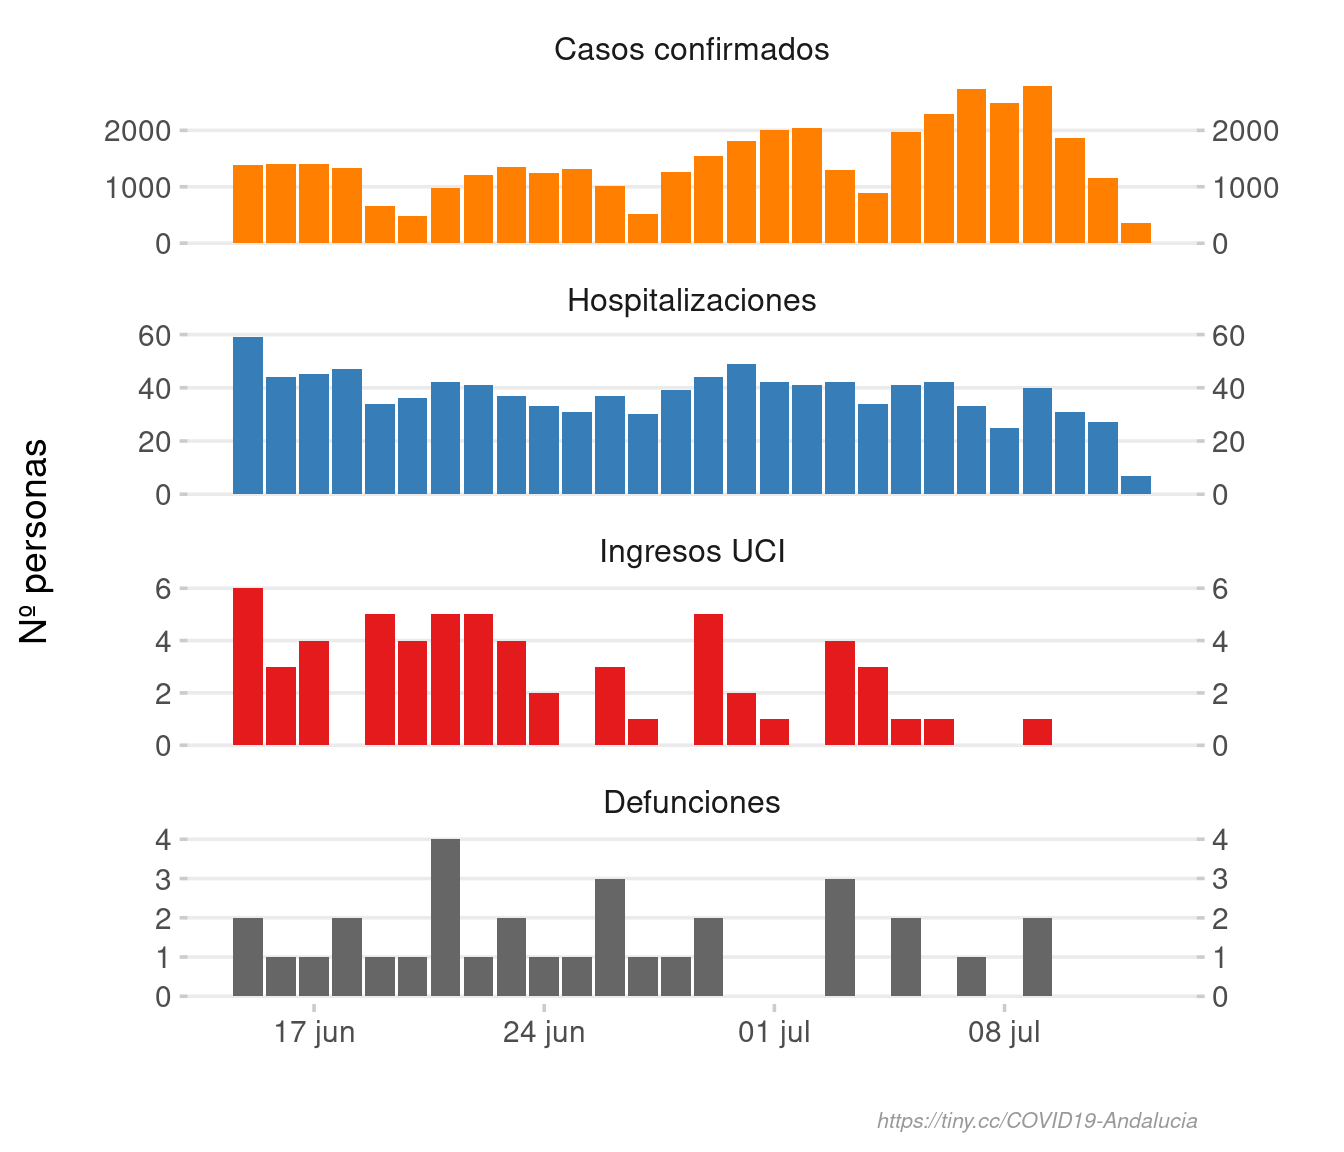 Casos confirmados
2000 2000
1000 1000
0 0
Hospitalizaciones
60 60
40 40
20 20
0 0
Nº personas
Ingresos UCI
6 6
4 4
2 2
0 0
Defunciones
4 4
3 3
2 2
1 1
0 0
17 jun 24 jun 01 jul 08 jul
https://tiny.cc/COVID19-Andalucia